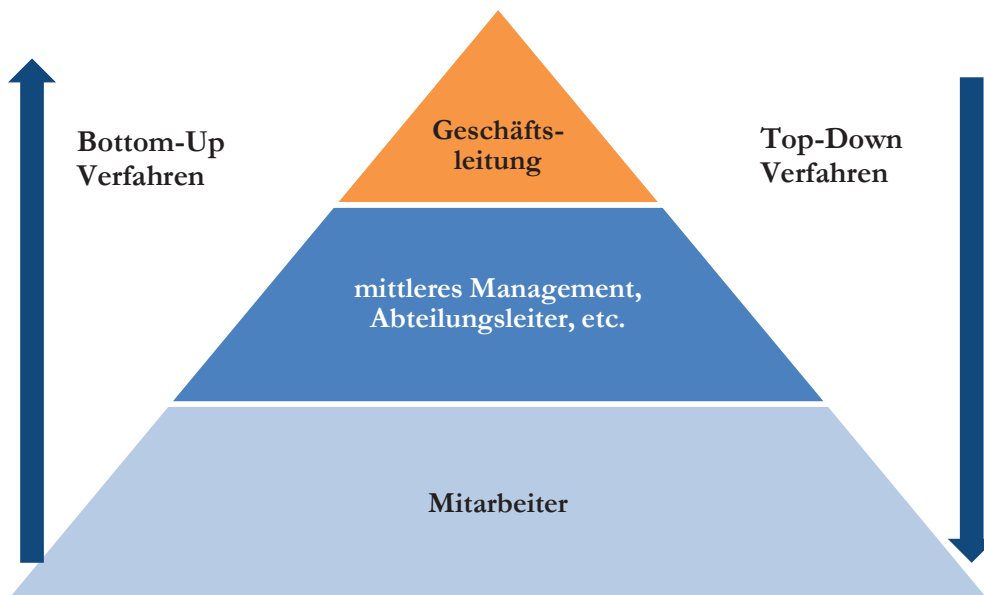 Bottom-Up
Verfahren
Geschäfts-
leitung
Top-Down
Verfahren
mittleres Management,
Abteilungsleiter, etc.
Mitarbeiter